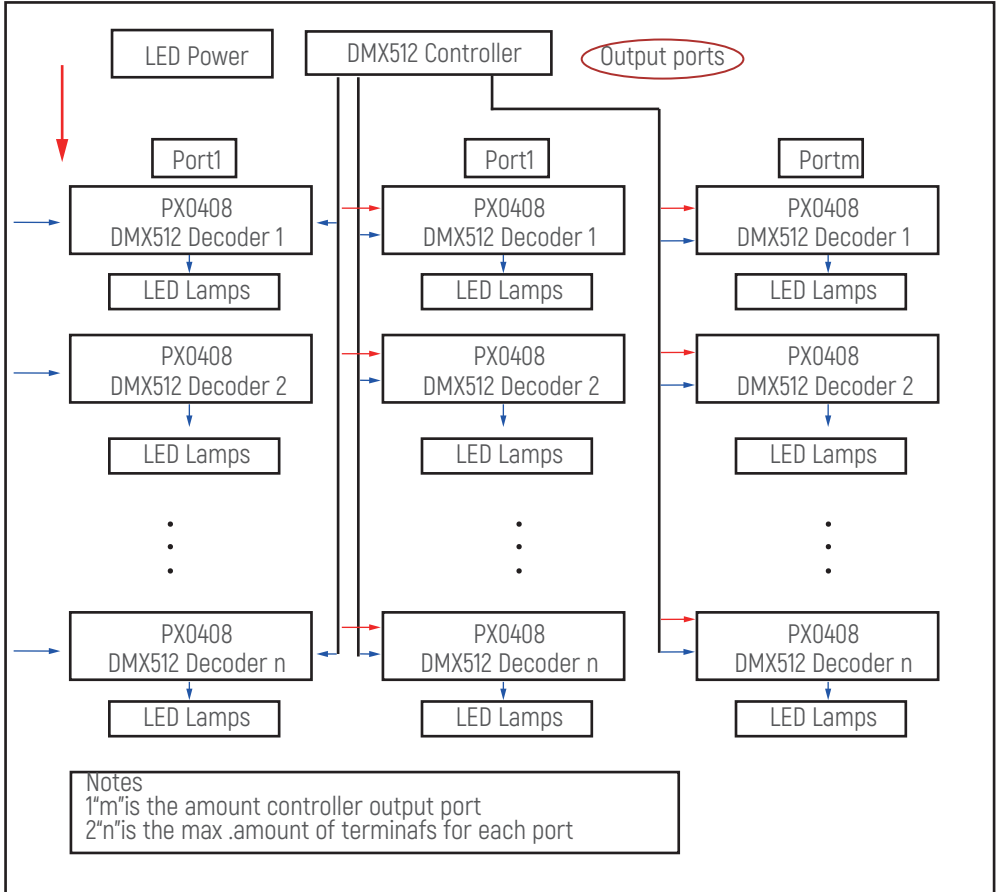 LED Power
DMX512 Controller
Output ports
Port1
Port1
Portm
PX0408
DMX512 Decoder 1
PX0408
DMX512 Decoder 1
PX0408
DMX512 Decoder 1
LED Lamps
LED Lamps
LED Lamps
PX0408
DMX512 Decoder 2
PX0408
DMX512 Decoder 2
PX0408
DMX512 Decoder 2
LED Lamps
LED Lamps
LED Lamps
PX0408
DMX512 Decoder n
PX0408
DMX512 Decoder n
PX0408
DMX512 Decoder n
LED Lamps
LED Lamps
LED Lamps
Notes
1"m"is the amount controller output port
2"n"is the max .amount of terminafs for each port